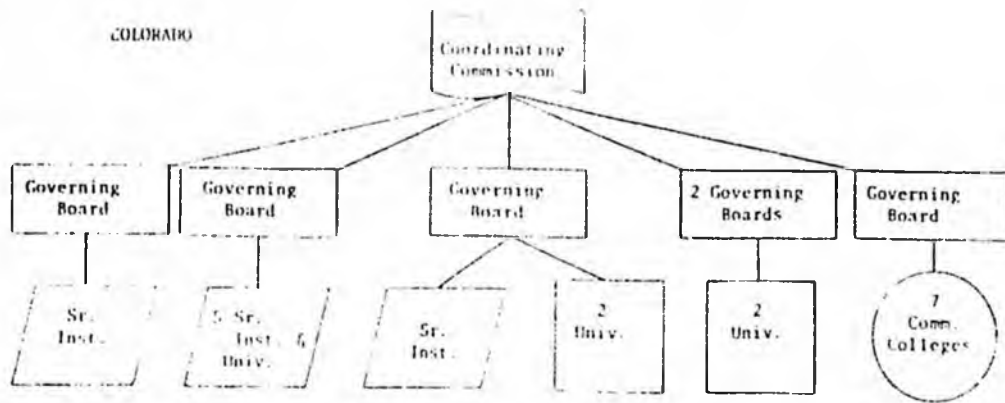 COLORADO
Coordinating
Commission
Governing
Board
Governing
Board
Governing
Board
2 Governing
Boards
Governing
Board
Sr.
Inst.
5 Sr.
Inst. &
Univ.
Sr.
Inst.
2
Univ.
2
Univ.
7
Comm.
Colleges